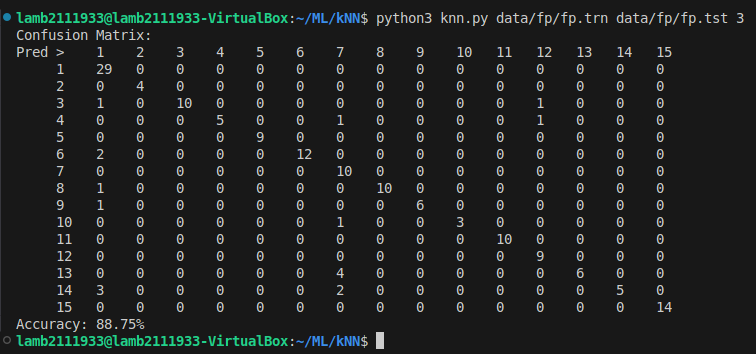 lamb2111933@lamb2111933-VirtualBox:~/ML/kNN$ python3 knn.py data/fp/fp.trn data/fp/fp.tst 3
Confusion Matrix:
Pred > 1 2 3 4 5 6 7 8 9 10 11 12 13 14 15
1 29 0 0 0 0 0 0 0 0 0 0 0 0 0 0
2 0 4 0 0 0 0 0 0 0 0 0 0 0 0 0
3 1 0 10 0 0 0 0 0 0 0 0 1 0 0 0
4 0 0 0 5 0 0 1 0 0 0 0 1 0 0 0
5 0 0 0 0 9 0 0 0 0 0 0 0 0 0 0
6 2 0 0 0 0 12 0 0 0 0 0 0 0 0 0
7 0 0 0 0 0 0 10 0 0 0 0 0 0 0 0
8 1 0 0 0 0 0 0 10 0 0 0 0 0 0 0
9 1 0 0 0 0 0 0 0 6 0 0 0 0 0 0
10 0 0 0 0 0 0 1 0 0 3 0 0 0 0 0
11 0 0 0 0 0 0 0 0 0 0 10 0 0 0 0
12 0 0 0 0 0 0 0 0 0 0 0 9 0 0 0
13 0 0 0 0 0 0 4 0 0 0 0 0 6 0 0
14 3 0 0 0 0 0 2 0 0 0 0 0 0 5 0
15 0 0 0 0 0 0 0 0 0 0 0 0 0 0 14
Accuracy: 88.75%
lamb2111933@lamb2111933-VirtualBox:~/ML/kNN$